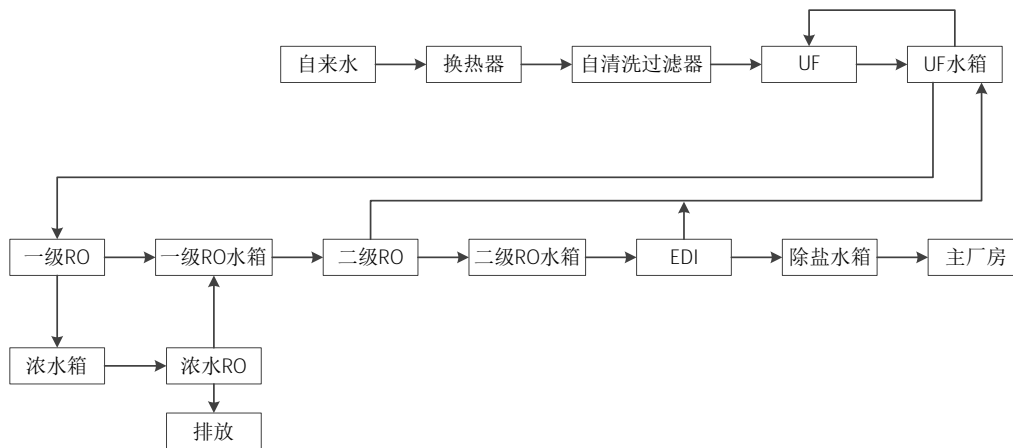 自来水
换热器
自清洗过滤器
UF
UF水箱
一级RO
一级RO水箱
二级RO
二级RO水箱
EDI
除盐水箱
主厂房
浓水箱
浓水RO
排放